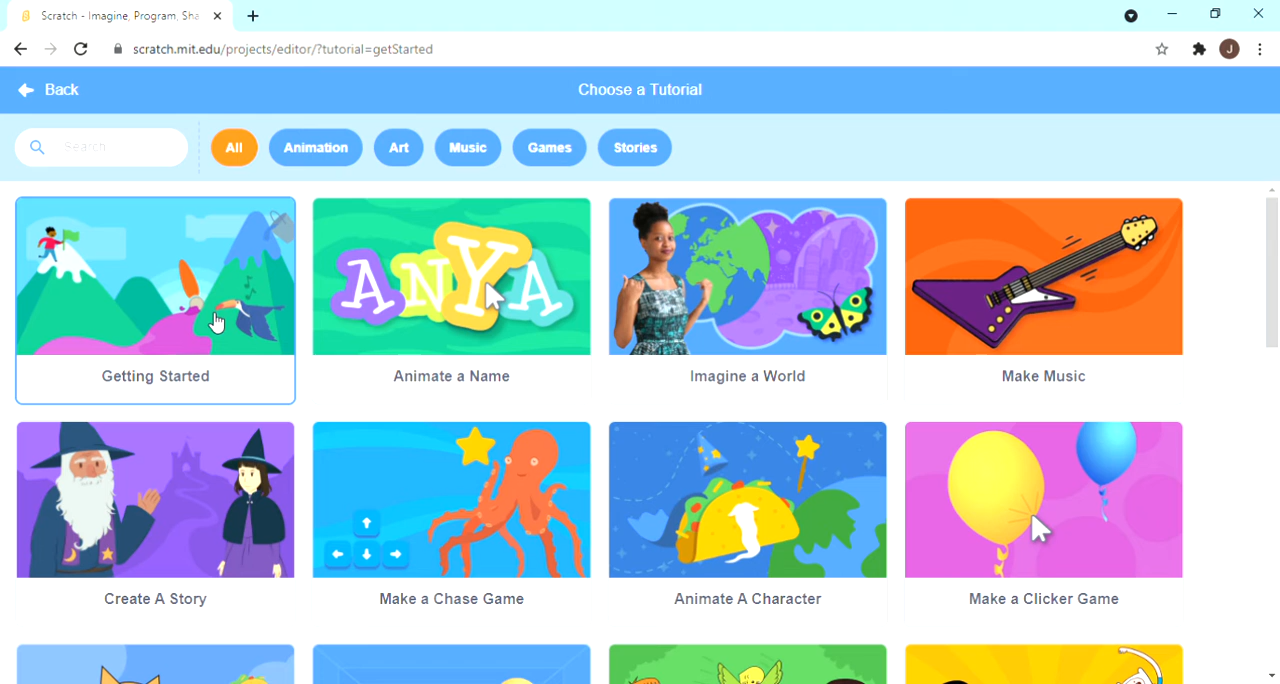 Scratch - Imagine, Program, Sha
scratch.mit.edu/projects/editor/?tutorial=getStarted
J
Back
Choose a Tutorial
Search
All
Animation
Art
Music
Games
Stories
ANYA
Getting Started
Animate a Name
Imagine a World
Make Music
Create A Story
Make a Chase Game
Animate A Character
Make a Clicker Game